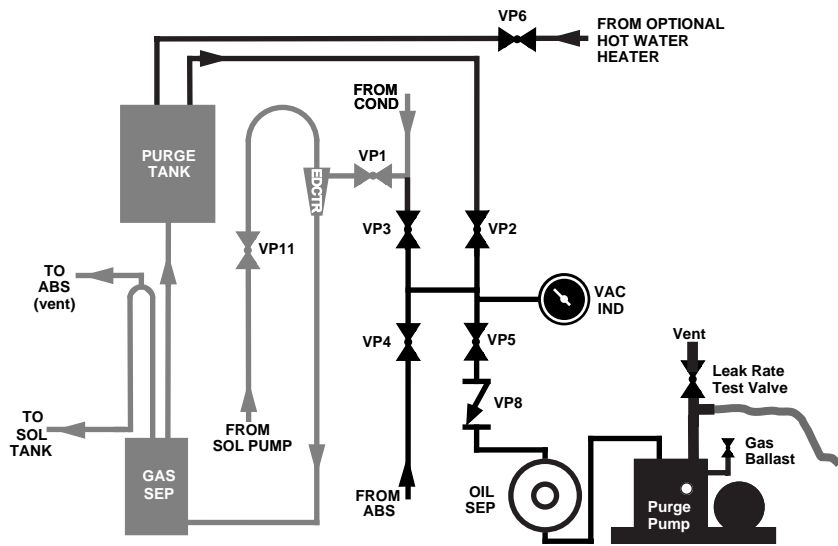 VP6
FROM OPTIONAL
HOT WATER
HEATER
FROM
COND
PURGE
TANK
VP1
EDCTR
VP11
VP3
VP2
TO
ABS
(vent)
VAC
IND
VP4
VP5
Vent
Leak Rate
Test Valve
VP8
TO
SOL
TANK
FROM
SOL PUMP
Gas
Ballast
GAS
SEP
FROM
ABS
OIL
SEP
Purge
Pump